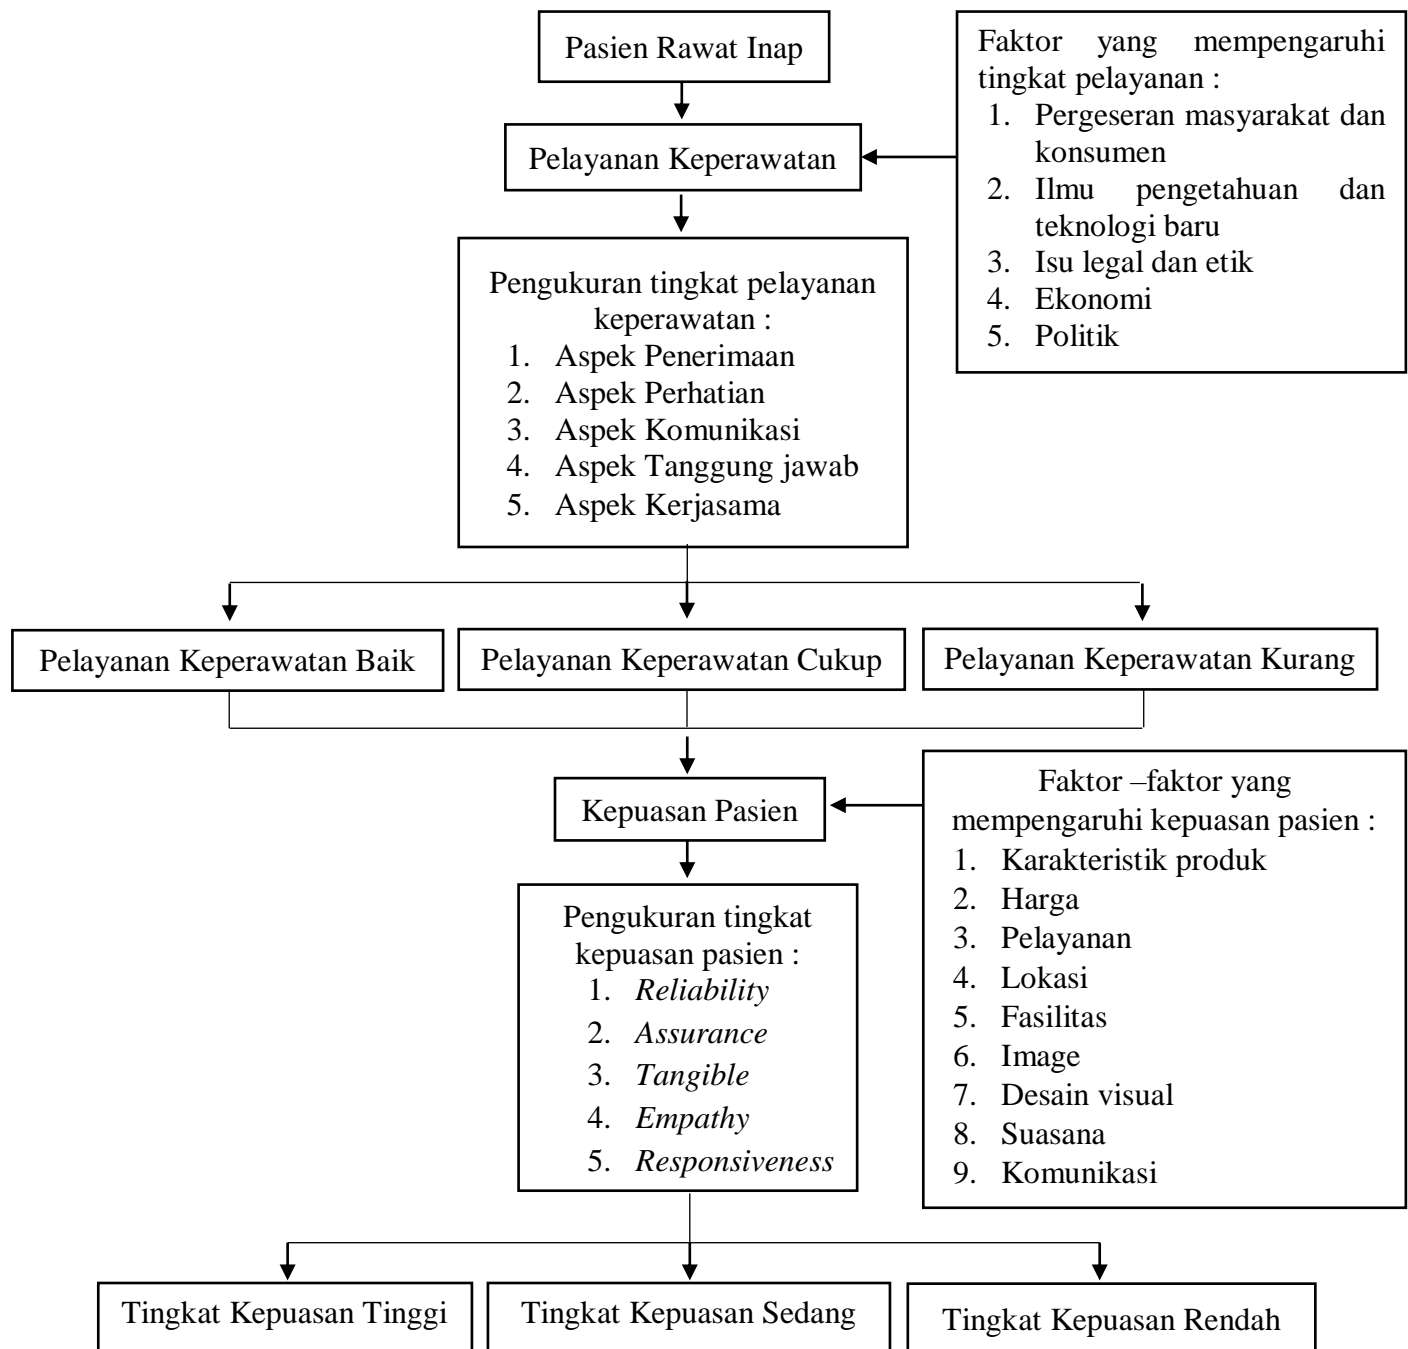 Pasien Rawat Inap
Faktor yang mempengaruhi
tingkat pelayanan :
1. Pergeseran masyarakat dan
konsumen
2. Ilmu pengetahuan dan
teknologi baru
3. Isu legal dan etik
4. Ekonomi
5. Politik
Pelayanan Keperawatan
Pengukuran tingkat pelayanan
keperawatan :
1. Aspek Penerimaan
2. Aspek Perhatian
3. Aspek Komunikasi
4. Aspek Tanggung jawab
5. Aspek Kerjasama
Pelayanan Keperawatan Baik
Pelayanan Keperawatan Cukup
Pelayanan Keperawatan Kurang
Kepuasan Pasien
Faktor –faktor yang
mempengaruhi kepuasan pasien :
1. Karakteristik produk
2. Harga
3. Pelayanan
4. Lokasi
5. Fasilitas
6. Image
7. Desain visual
8. Suasana
9. Komunikasi
Pengukuran tingkat
kepuasan pasien :
1. Reliability
2. Assurance
3. Tangible
4. Empathy
5. Responsiveness
Tingkat Kepuasan Tinggi
Tingkat Kepuasan Sedang
Tingkat Kepuasan Rendah